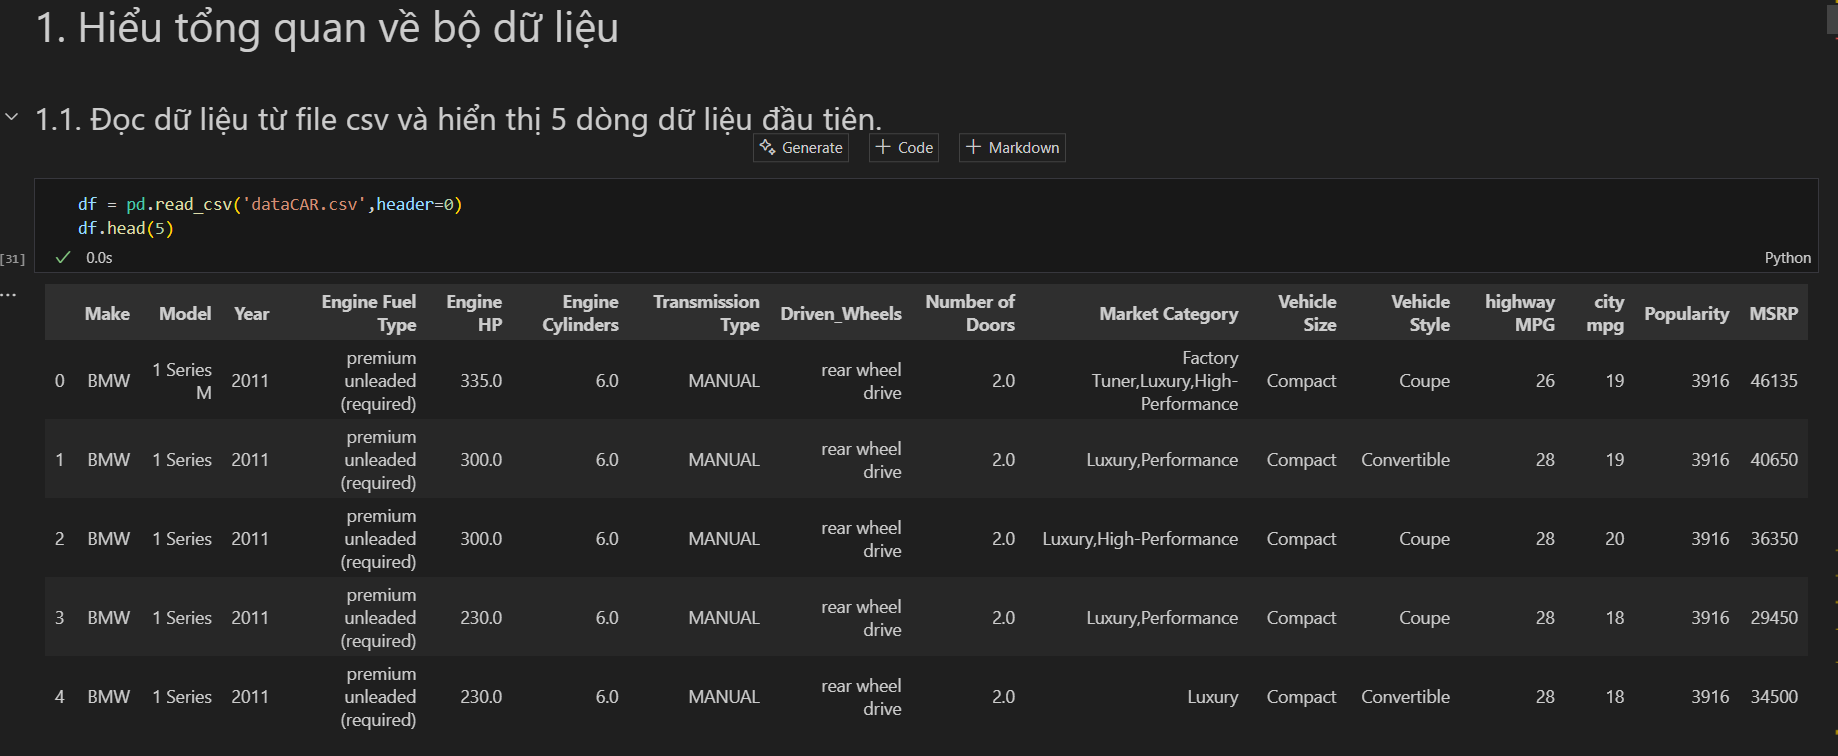 1. Hiểu tổng quan về bộ dữ liệu
1.1. Đọc dữ liệu từ file csv và hiển thị 5 dòng dữ liệu đầu tiên.
Generate + Code + Markdown
df = pd.read_csv('dataCAR.csv',header=0)
df.head(5)
[31] 0.0s Python
...
Make Model Year Engine Fuel Type Engine HP Engine Cylinders Transmission Type Driven_Wheels Number of Doors Market Category Vehicle Size Vehicle Style highway MPG city mpg Popularity MSRP
0 BMW 1 Series M 2011 premium unleaded (required) 335.0 6.0 MANUAL rear wheel drive 2.0 Factory Tuner,Luxury,High-Performance Compact Coupe 26 19 3916 46135
1 BMW 1 Series 2011 premium unleaded (required) 300.0 6.0 MANUAL rear wheel drive 2.0 Luxury,Performance Compact Convertible 28 19 3916 40650
2 BMW 1 Series 2011 premium unleaded (required) 300.0 6.0 MANUAL rear wheel drive 2.0 Luxury,High-Performance Compact Coupe 28 20 3916 36350
3 BMW 1 Series 2011 premium unleaded (required) 230.0 6.0 MANUAL rear wheel drive 2.0 Luxury,Performance Compact Coupe 28 18 3916 29450
4 BMW 1 Series 2011 premium unleaded (required) 230.0 6.0 MANUAL rear wheel drive 2.0 Luxury Compact Convertible 28 18 3916 34500